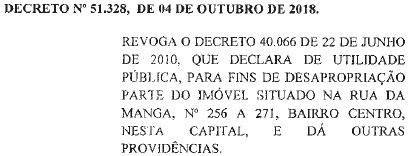 DECRETO Nº 51.328, DE 04 DE OUTUBRO DE 2018.
REVOGA O DECRETO 40.066 DE 22 DE JUNHO
DE 2010, QUE DECLARA DE UTILIDADE
PÚBLICA, PARA FINS DE DESAPROPRIAÇÃO
PARTE DO IMÓVEL SITUADO NA RUA DA
MANGA, Nº 256 A 271, BAIRRO CENTRO,
NESTA CAPITAL, E DÁ OUTRAS
PROVIDÊNCIAS.